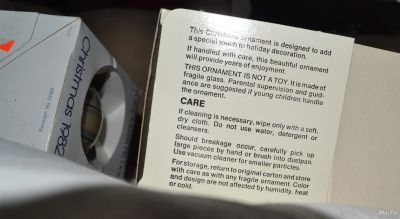 Christmas 1982
This Christmas ornament is designed to add
a special touch to holiday decoration.
If handled with care, this beautiful ornament
will provide years of enjoyment.
THIS ORNAMENT IS NOT A TOY. It is made of
fragile glass. Parental supervision and guid-
ance are suggested if young children handle
the ornament.
CARE
If cleaning is necessary, wipe only with a soft,
dry cloth. Do not use water, detergent or
cleansers.
Should breakage occur, carefully pick up
large pieces by hand or brush into dustpan.
Use vacuum cleaner for smaller particles.
For storage, return to original carton and store
with care as with any fragile ornament. Color
and design are not affected by humidity, heat
or cold.
au.ru